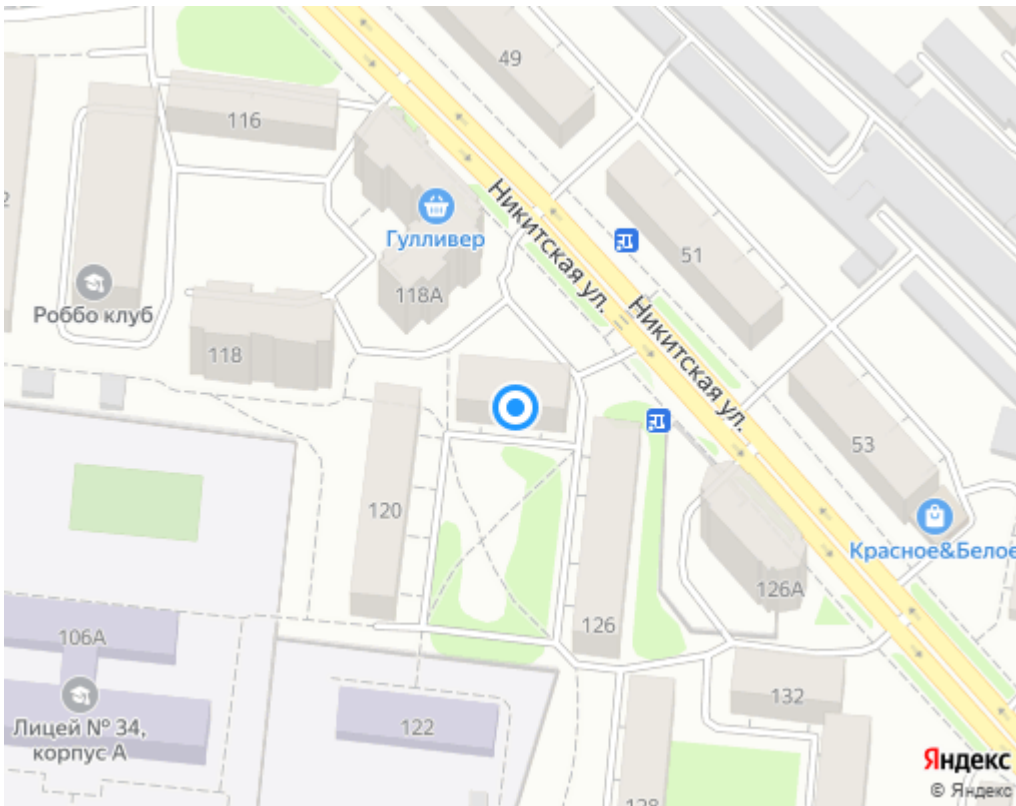 49
116
Никитская ул.
Гулливер
51
118А
Роббо клуб
Никитская ул.
118
53
120
Красное&Белое
126А
106А
126
132
Лицей № 34,
корпус А
122
Яндекс
© Яндекс